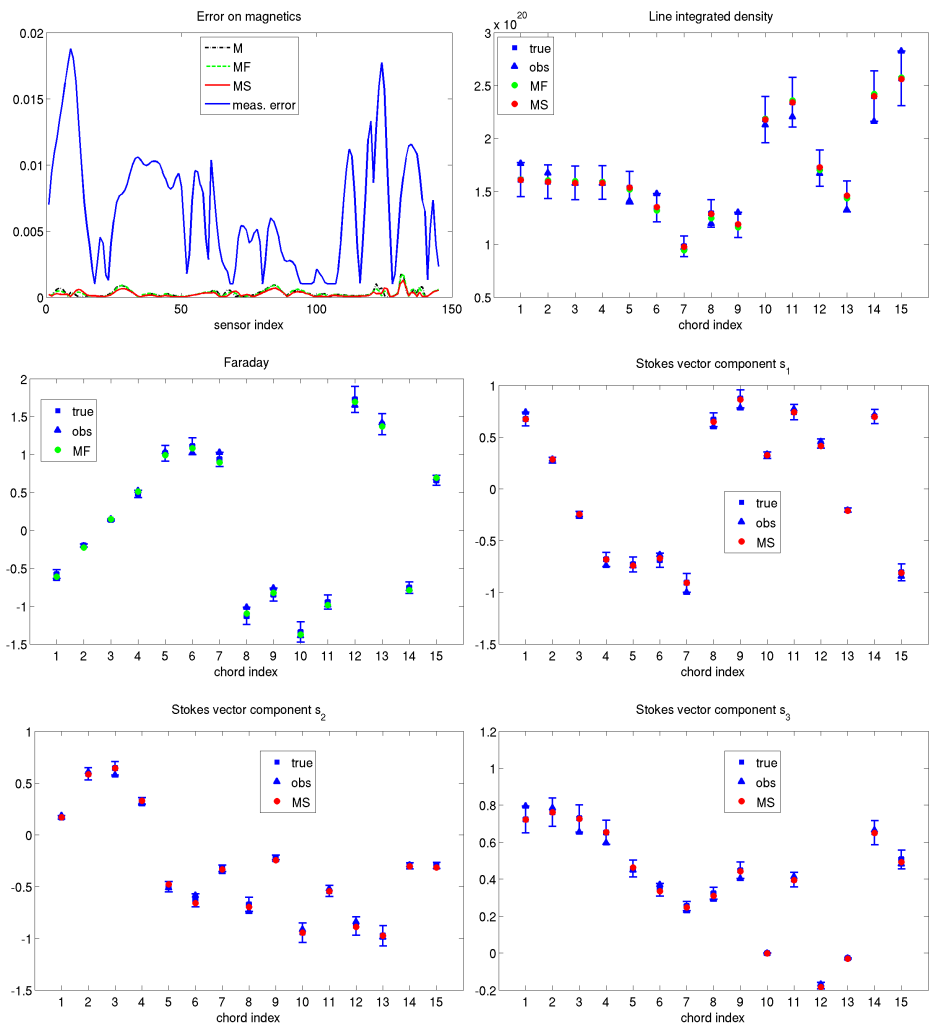 Error on magnetics
0.02
0.015
0.01
0.005
0
0
50
100
150
sensor index
M
MF
MS
meas. error
Line integrated density
x 10^20
3
2.5
2
1.5
1
0.5
1 2 3 4 5 6 7 8 9 10 11 12 13 14 15
chord index
true
obs
MF
MS
Faraday
2
1.5
1
0.5
0
-0.5
-1
-1.5
1 2 3 4 5 6 7 8 9 10 11 12 13 14 15
chord index
true
obs
MF
Stokes vector component s_1
1
0.5
0
-0.5
-1
-1.5
1 2 3 4 5 6 7 8 9 10 11 12 13 14 15
chord index
true
obs
MS
Stokes vector component s_2
1
0.5
0
-0.5
-1
-1.5
1 2 3 4 5 6 7 8 9 10 11 12 13 14 15
chord index
true
obs
MS
Stokes vector component s_3
1.2
1
0.8
0.6
0.4
0.2
0
-0.2
1 2 3 4 5 6 7 8 9 10 11 12 13 14 15
chord index
true
obs
MS